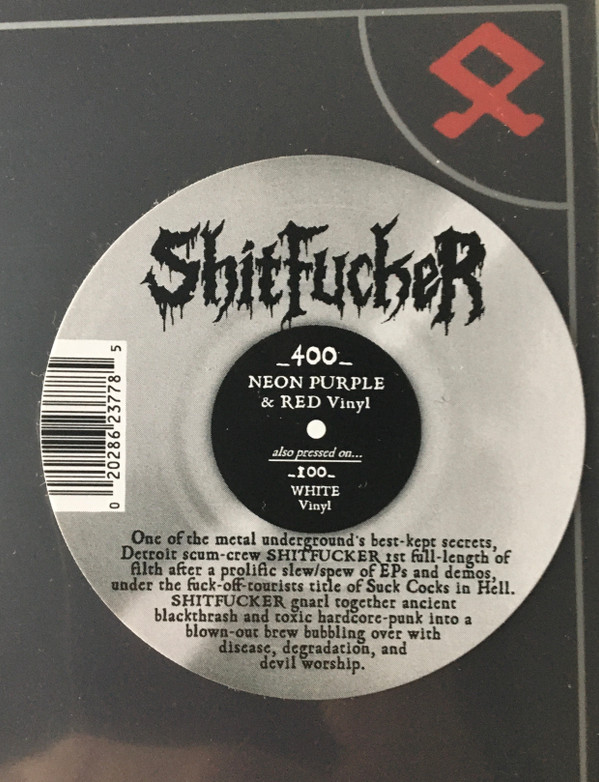 ShitFuckeR
_400_
NEON PURPLE
& RED Vinyl
also pressed on...
_100_
WHITE
Vinyl
0 20286 23778 5
One of the metal underground's best-kept secrets,
Detroit scum-crew SHITFUCKER 1st full-length of
filth after a prolific slew/spew of EPs and demos,
under the fuck-off-tourists title of Suck Cocks in Hell.
SHITFUCKER gnarl together ancient
blackthrash and toxic hardcore-punk into a
blown-out brew bubbling over with
disease, degradation, and
devil worship.